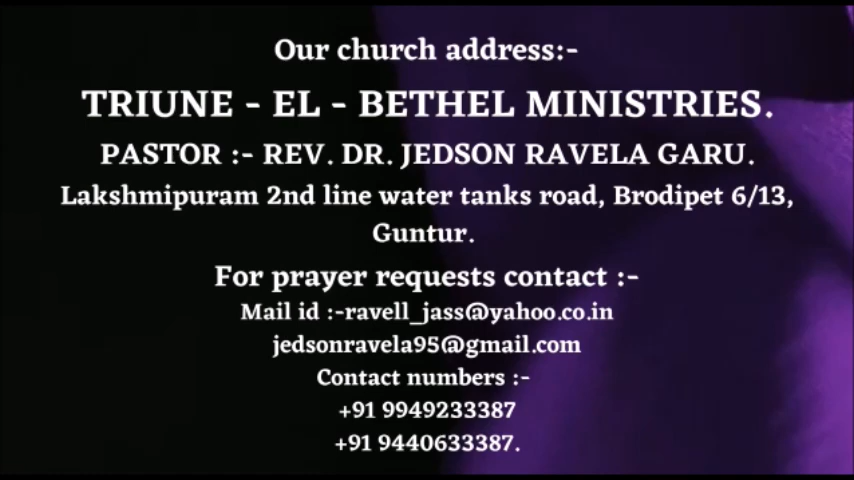 Our church address:-
TRIUNE - EL - BETHEL MINISTRIES.
PASTOR :- REV. DR. JEDSON RAVELA GARU.
Lakshmipuram 2nd line water tanks road, Brodipet 6/13,
Guntur.
For prayer requests contact :-
Mail id :-ravell_jass@yahoo.co.in
jedsonravela95@gmail.com
Contact numbers :-
+91 9949233387
+91 9440633387.